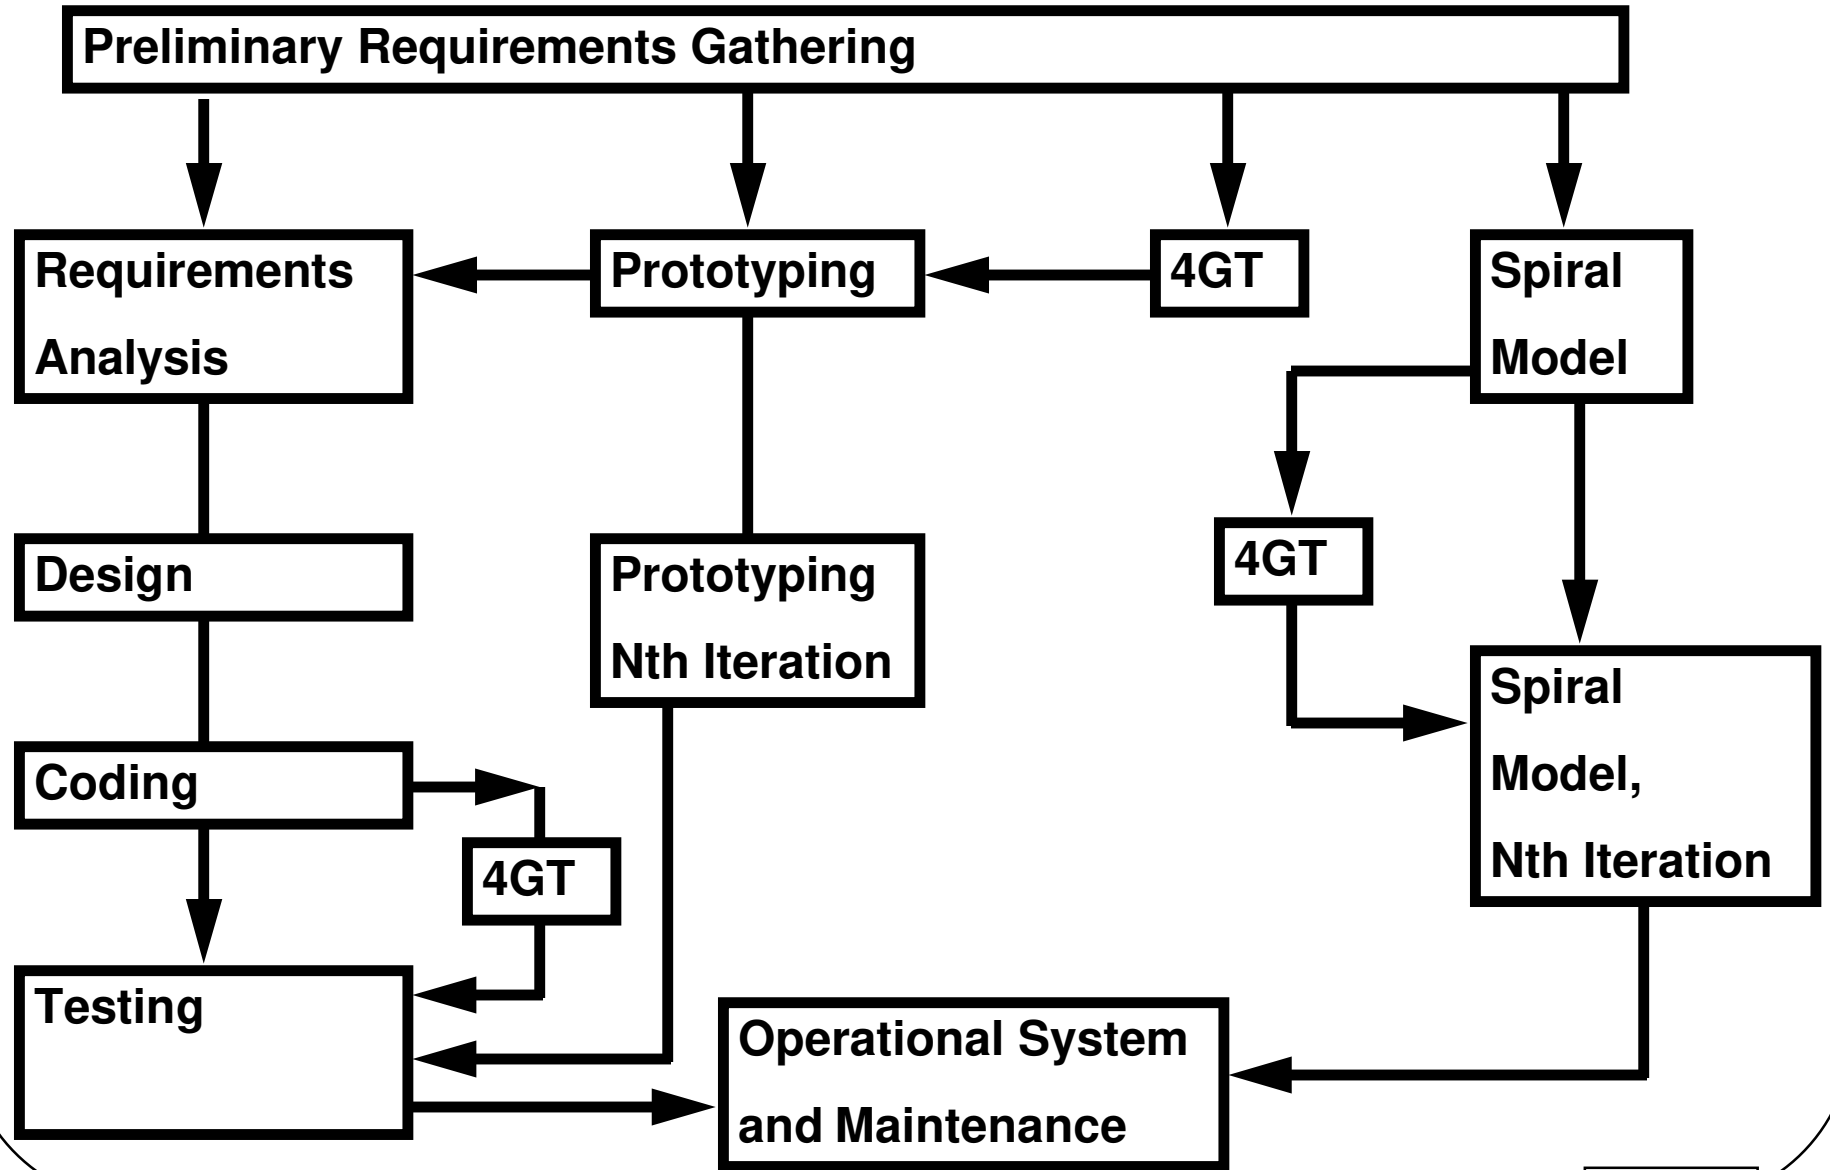 Preliminary Requirements Gathering
Requirements
Analysis
Prototyping
4GT
Spiral
Model
Design
Prototyping
Nth Iteration
4GT
Spiral
Model,
Nth Iteration
Coding
4GT
Testing
Operational System
and Maintenance